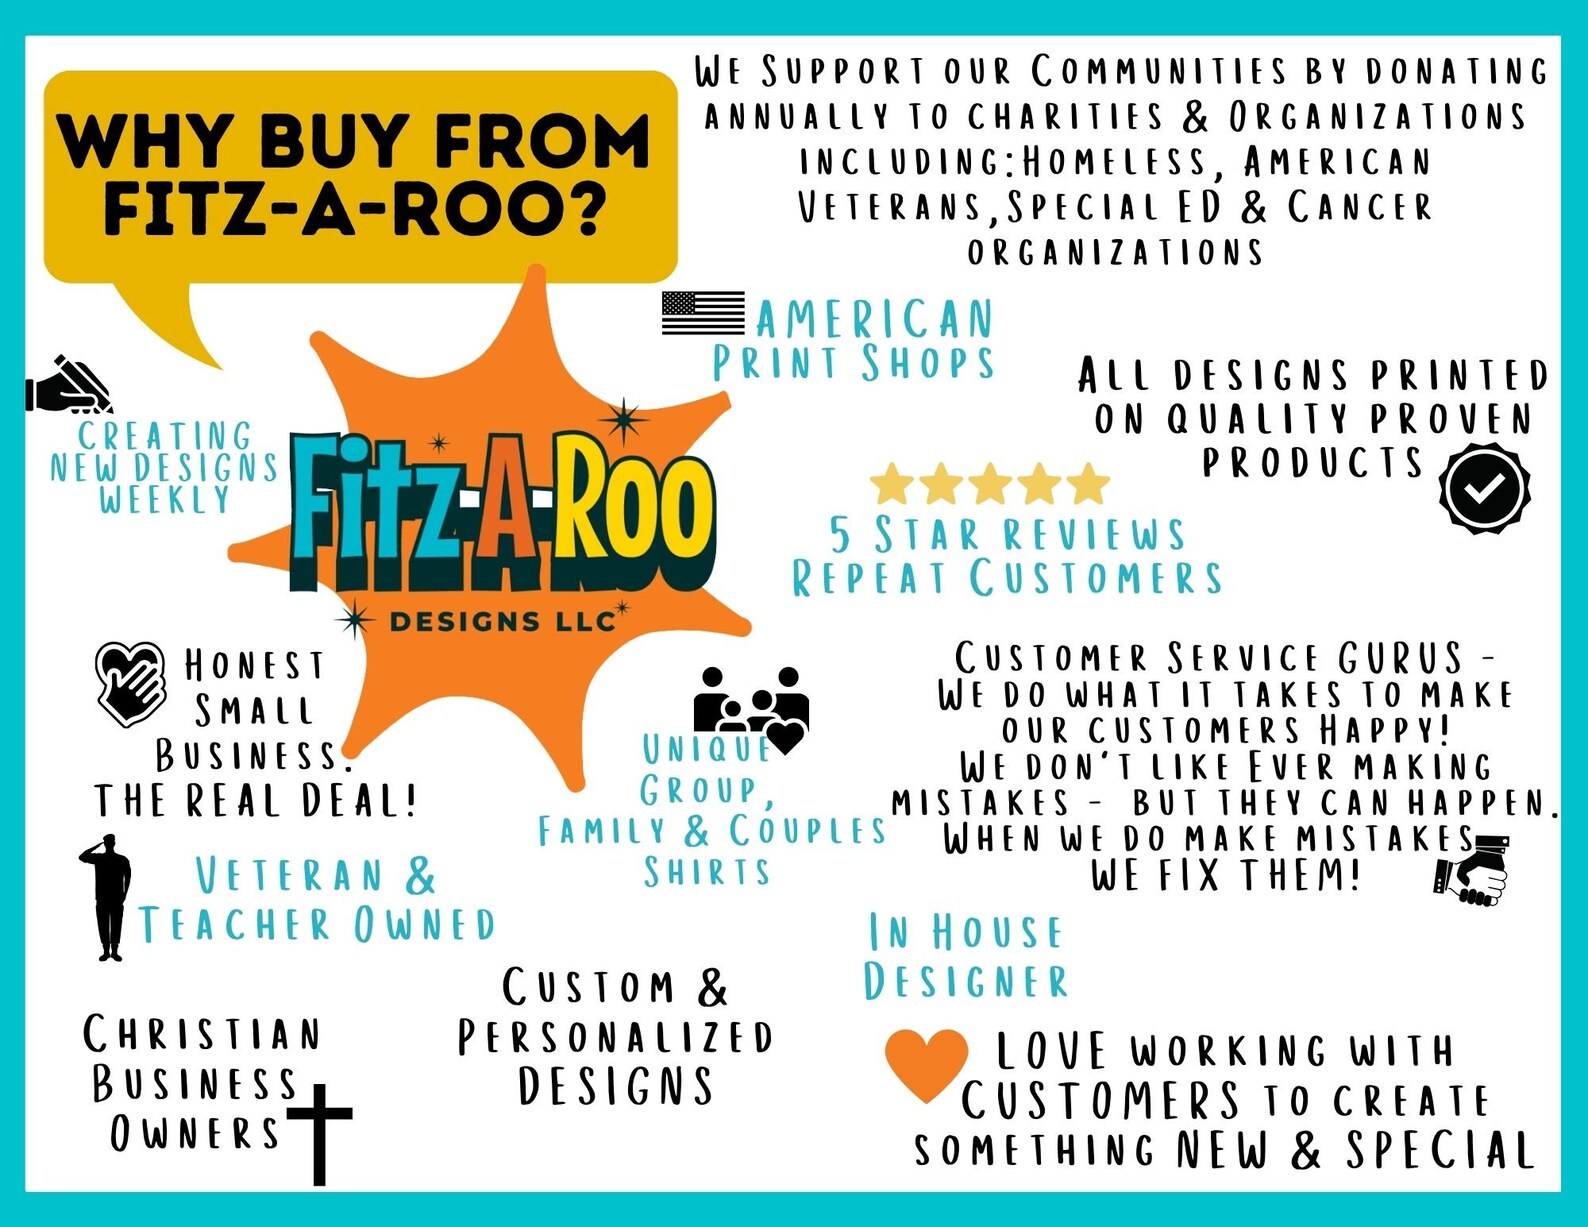 WHY BUY FROM
FITZ-A-ROO?
WE SUPPORT OUR COMMUNITIES BY DONATING
ANNUALLY TO CHARITIES & ORGANIZATIONS
INCLUDING:HOMELESS, AMERICAN
VETERANS,SPECIAL ED & CANCER
ORGANIZATIONS
AMERICAN
PRINT SHOPS
ALL DESIGNS PRINTED
ON QUALITY PROVEN
PRODUCTS
CREATING
NEW DESIGNS
WEEKLY
Fitz-A-Roo
DESIGNS LLC
5 STAR REVIEWS
REPEAT CUSTOMERS
HONEST
SMALL
BUSINESS.
THE REAL DEAL!
UNIQUE
GROUP,
FAMILY & COUPLES
SHIRTS
CUSTOMER SERVICE GURUS -
WE DO WHAT IT TAKES TO MAKE
OUR CUSTOMERS HAPPY!
WE DON'T LIKE EVER MAKING
MISTAKES - BUT THEY CAN HAPPEN.
WHEN WE DO MAKE MISTAKES
WE FIX THEM!
VETERAN &
TEACHER OWNED
IN HOUSE
DESIGNER
CUSTOM &
PERSONALIZED
DESIGNS
CHRISTIAN
BUSINESS
OWNERS
LOVE WORKING WITH
CUSTOMERS TO CREATE
SOMETHING NEW & SPECIAL